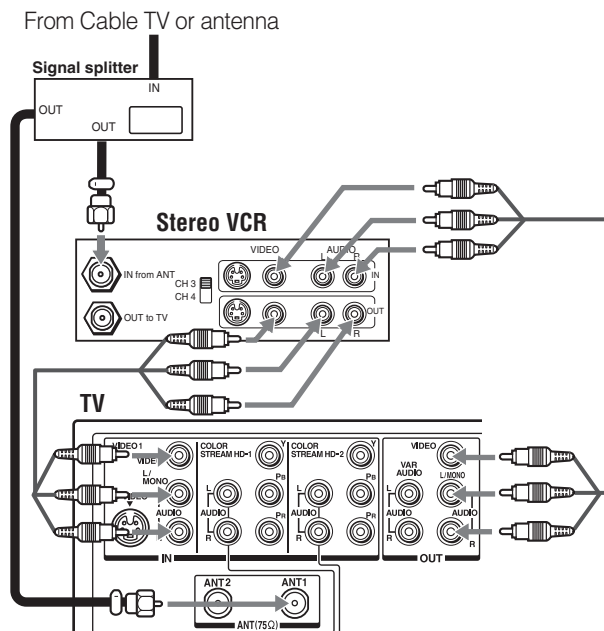 From Cable TV or antenna
Signal splitter
IN
OUT
OUT
Stereo VCR
VIDEO
AUDIO
L
R
IN from ANT
IN
CH 3
CH 4
OUT to TV
OUT
L
R
TV
VIDEO 1
VIDEO
L/
MONO
AUDIO
COLOR
STREAM HD-1
Y
PB
PR
L
AUDIO
R
COLOR
STREAM HD-2
Y
PB
PR
L
AUDIO
R
VIDEO
VAR
AUDIO
L/MONO
L
AUDIO
R
AUDIO
R
IN
OUT
ANT2
ANT1
ANT(75Ω)